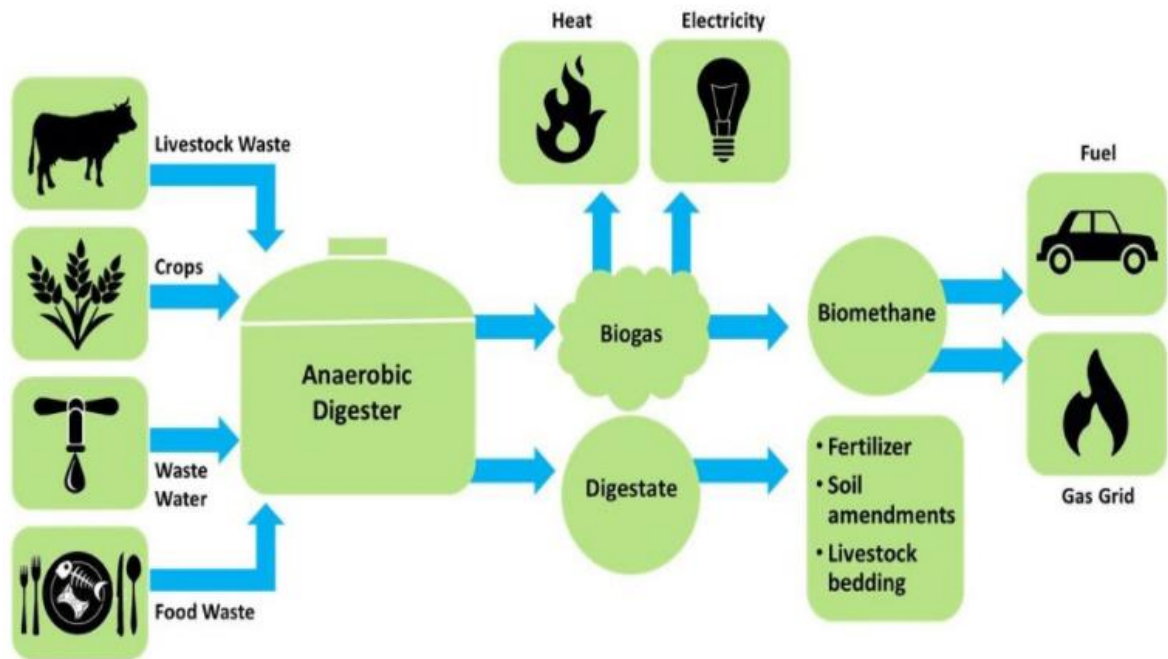 Heat
Electricity
Livestock Waste
Crops
Waste
Water
Food Waste
Anaerobic
Digester
Biogas
Digestate
Biomethane
Fuel
Gas Grid
• Fertilizer
• Soil
amendments
• Livestock
bedding